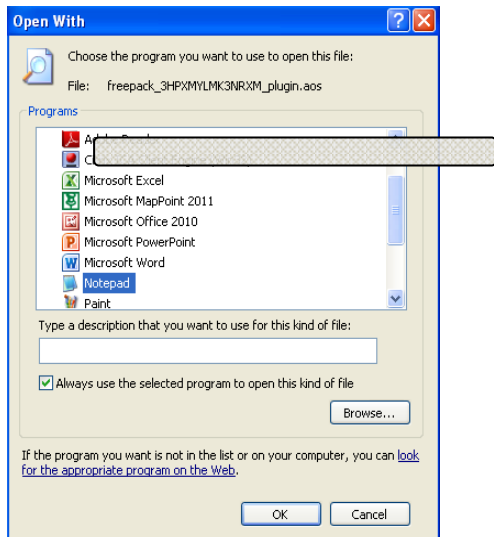 Open With
Choose the program you want to use to open this file:
File: freepack_3HPXMYLMK3NRXM_plugin.aos
Programs
Microsoft Excel
Microsoft MapPoint 2011
Microsoft Office 2010
Microsoft PowerPoint
Microsoft Word
Notepad
Paint
Type a description that you want to use for this kind of file:
Always use the selected program to open this kind of file
Browse...
If the program you want is not in the list or on your computer, you can look
for the appropriate program on the Web.
OK Cancel